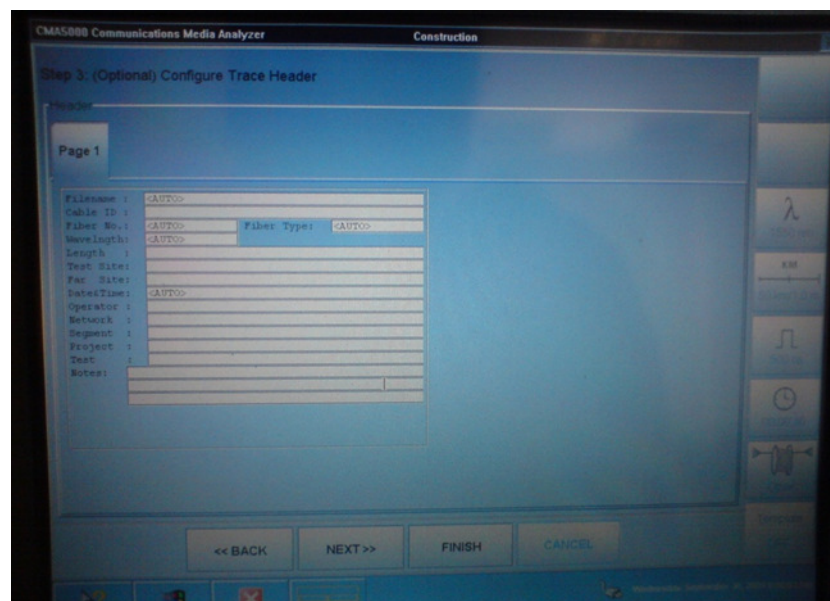 CMA5000 Communications Media Analyzer Construction
Step 3: (Optional) Configure Trace Header
Header
Page 1
Filename : <AUTO>
Cable ID :
Fiber No.: <AUTO> Fiber Type: <AUTO>
Wavelngth: <AUTO>
Length :
Test Site:
Far Site:
Date&Time: <AUTO>
Operator :
Network :
Segment :
Project :
Test :
Notes:
λ
KM
<< BACK NEXT >> FINISH CANCEL